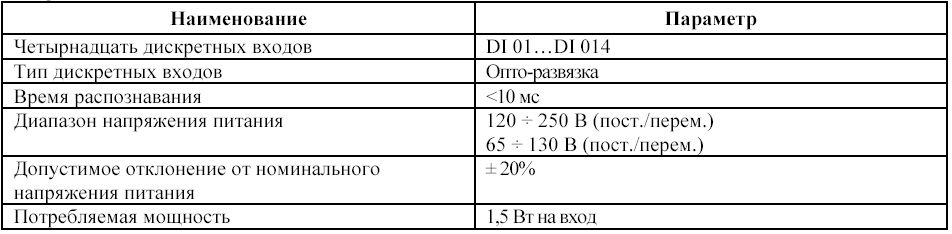 Наименование Параметр
Четырнадцать дискретных входов DI 01…DI 014
Тип дискретных входов Опто-развязка
Время распознавания <10 мс
Диапазон напряжения питания 120 ÷ 250 В (пост./перем.)
65 ÷ 130 В (пост./перем.)
Допустимое отклонение от номинального ± 20%
напряжения питания
Потребляемая мощность 1,5 Вт на вход